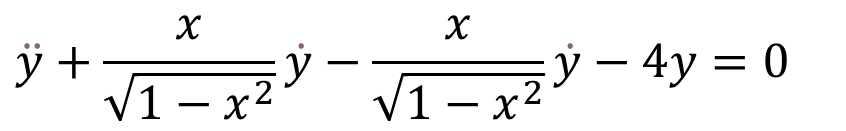 ÿ + x/√(1 − x²) ẏ − x/√(1 − x²) ẏ − 4y = 0